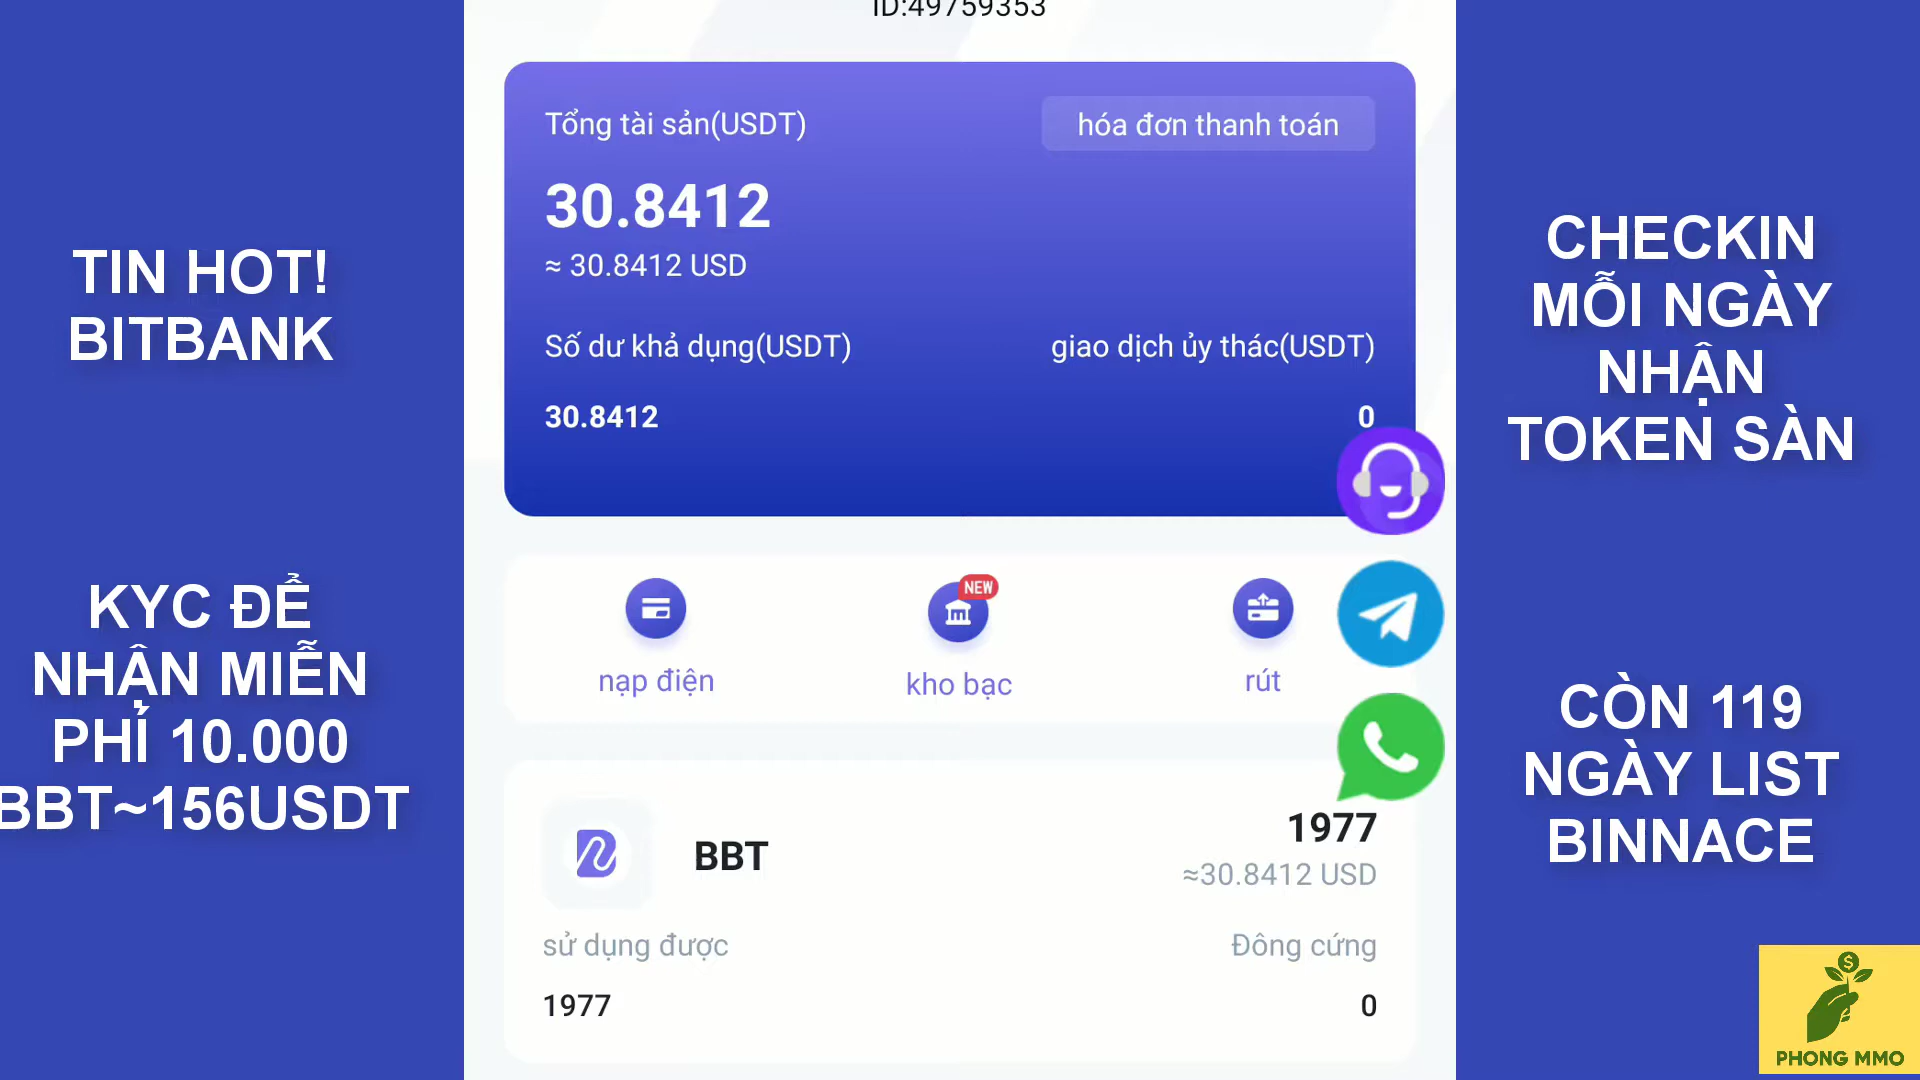 TIN HOT!
BITBANK
KYC ĐỂ
NHẬN MIỄN
PHÍ 10.000
BBT~156USDT
ID:49759353
Tổng tài sản(USDT)
hóa đơn thanh toán
30.8412
≈ 30.8412 USD
Số dư khả dụng(USDT)
giao dịch ủy thác(USDT)
30.8412
0
NEW
nạp điện
kho bạc
rút
BBT
1977
≈30.8412 USD
sử dụng được
Đông cứng
1977
0
CHECKIN
MỖI NGÀY
NHẬN
TOKEN SÀN
CÒN 119
NGÀY LIST
BINNACE
PHONG MMO